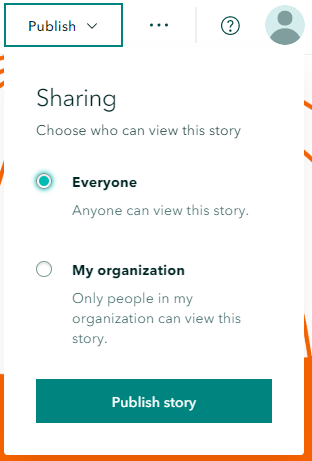 Publish
Sharing
Choose who can view this story
Everyone
Anyone can view this story.
My organization
Only people in my
organization can view this
story.
Publish story